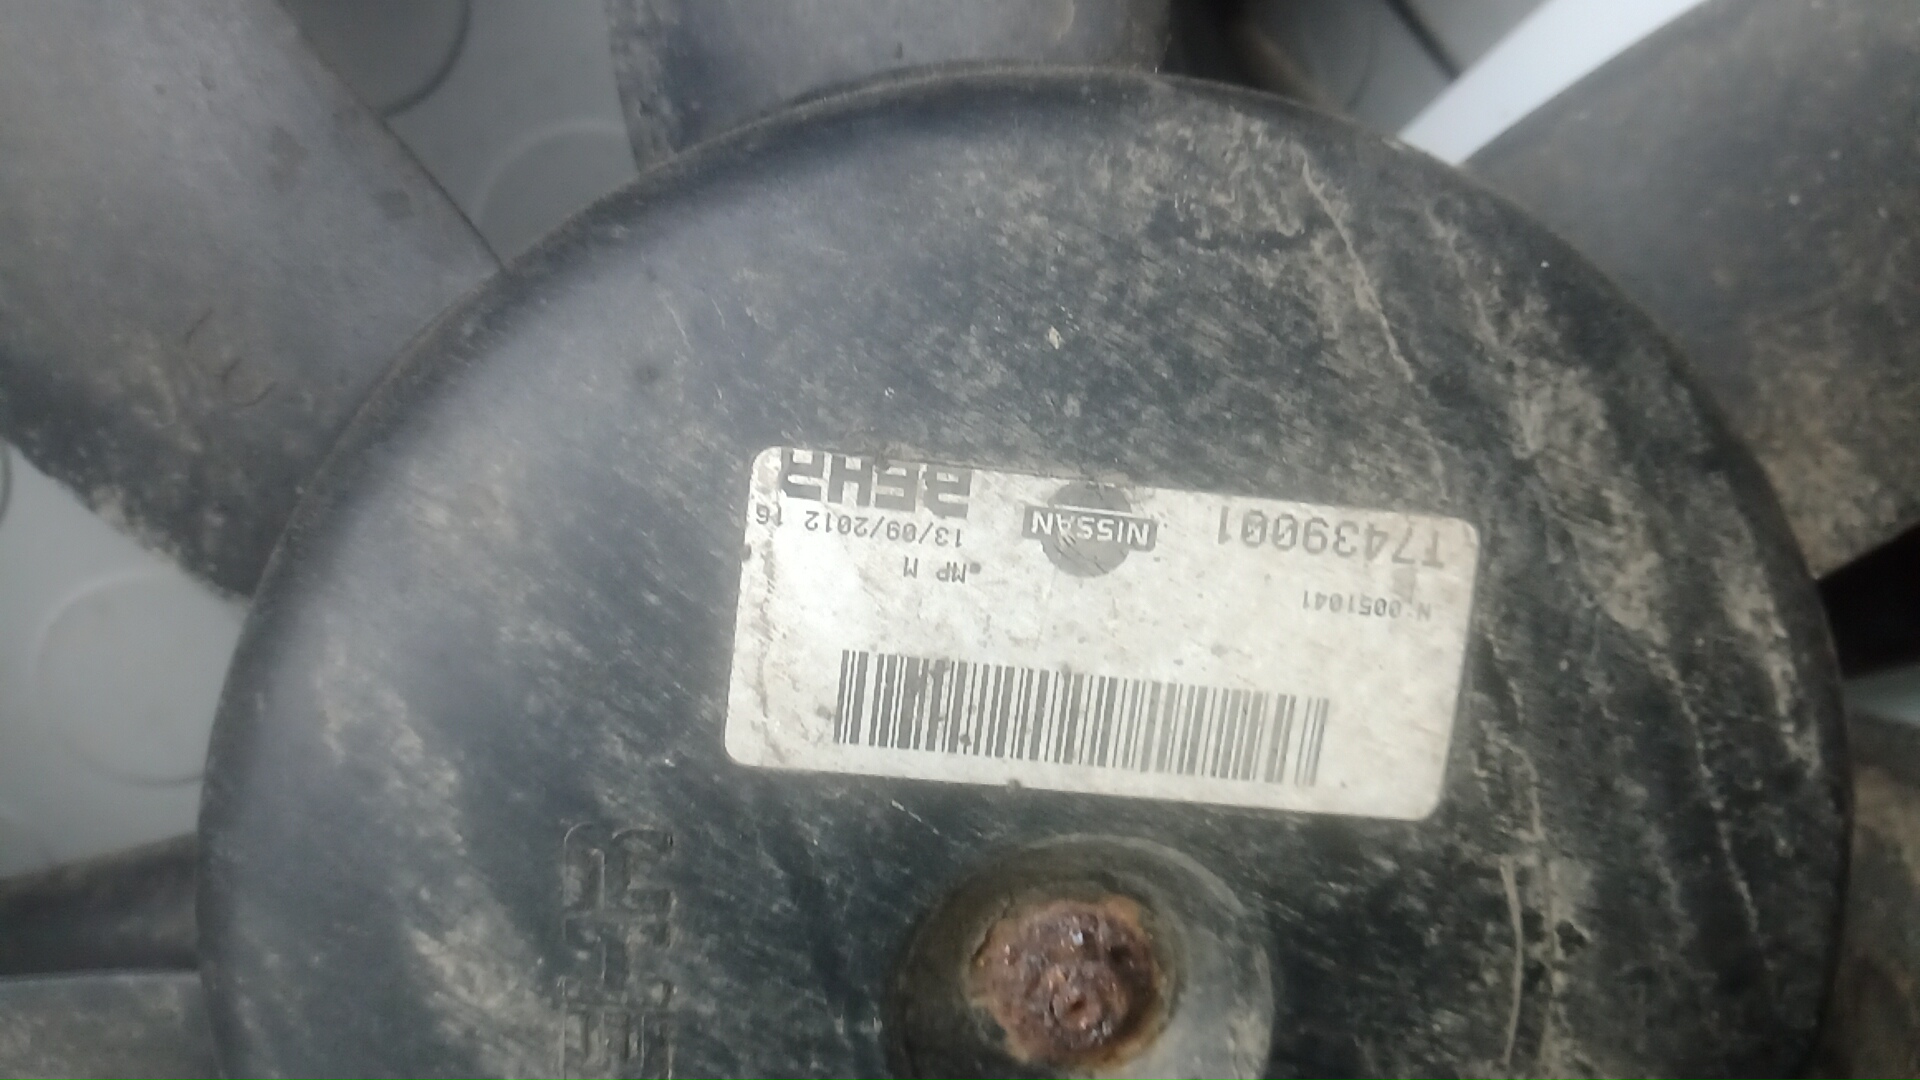 N.0051041
T7439001
NISSAN
MP M
13/09/2012 16
BEHR